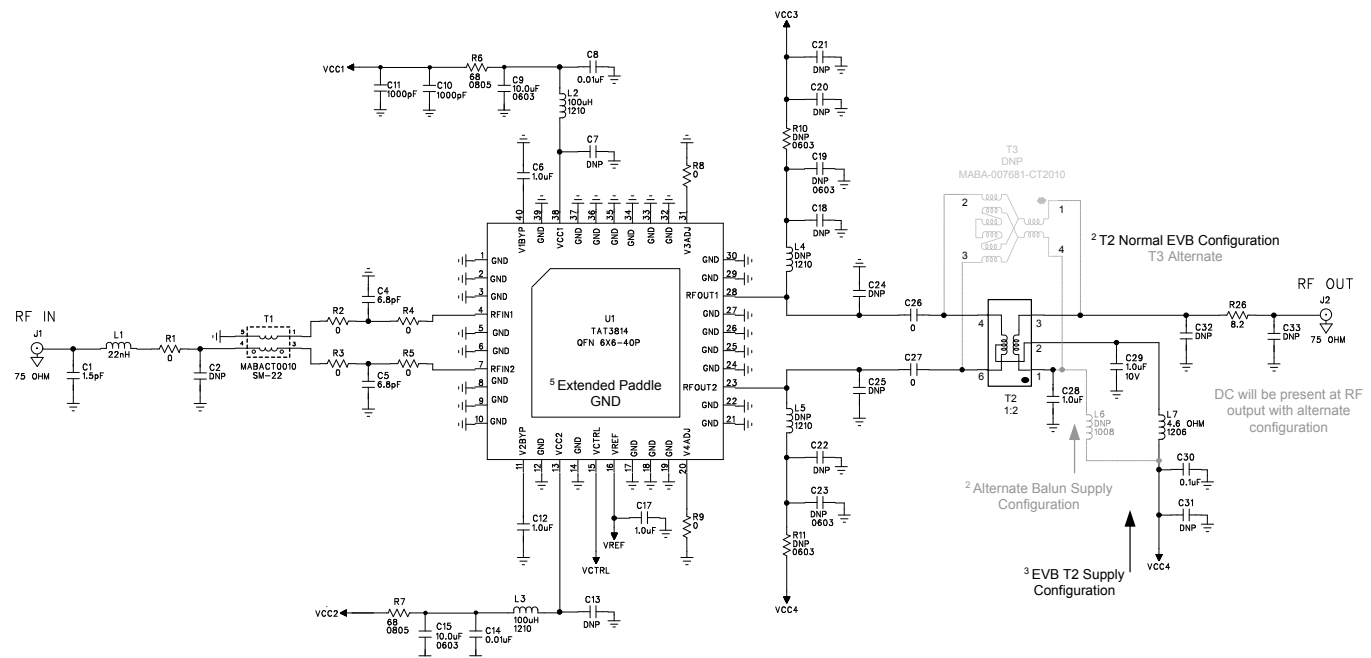 VCC3
C21
DNP
C20
DNP
R10
DNP
0603
C19
DNP
0603
C18
DNP
L4
DNP
1210
VCC1
C11
1000pF
C10
1000pF
R6
68
0805
C9
10.0uF
0603
C8
0.01uF
L2
100uH
1210
C7
DNP
C6
1.0uF
R8
0
40
39
38
37
36
35
34
33
32
31
V1BYP
GND
VCC1
GND
GND
GND
GND
GND
GND
V3ADJ
1 GND
2 GND
3 GND
4 RFIN1
5 GND
6 GND
7 RFIN2
8 GND
9 GND
10 GND
U1
TAT3814
QFN 6X6-40P
5 Extended Paddle
GND
GND 30
GND 29
RFOUT1 28
GND 27
GND 26
GND 25
GND 24
RFOUT2 23
GND 22
GND 21
V2BYP
GND
VCC2
GND
VCTRL
VREF
GND
GND
GND
V4ADJ
11
12
13
14
15
16
17
18
19
20
RF IN
J1
75 OHM
C1
1.5pF
L1
22nH
R1
0
C2
DNP
T1
5
1
4
3
MABACT0010
SM-22
R2
0
C4
6.8pF
R4
0
R3
0
C5
6.8pF
R5
0
C12
1.0uF
C17
1.0uF
VREF
VCTRL
R9
0
VCC2
R7
68
0805
C15
10.0uF
0603
C14
0.01uF
L3
100uH
1210
C13
DNP
L5
DNP
1210
C22
DNP
C23
DNP
0603
R11
DNP
0603
VCC4
C24
DNP
C26
0
C25
DNP
C27
0
T3
DNP
MABA-007681-CT2010
2
1
3
4
2 T2 Normal EVB Configuration
T3 Alternate
4
3
2
6
1
T2
1:2
C28
1.0uF
C29
1.0uF
10V
L6
DNP
1008
L7
4.6 OHM
1206
C30
0.1uF
C31
DNP
VCC4
2 Alternate Balun Supply
Configuration
3 EVB T2 Supply
Configuration
C32
DNP
R26
8.2
C33
DNP
RF OUT
J2
75 OHM
DC will be present at RF
output with alternate
configuration